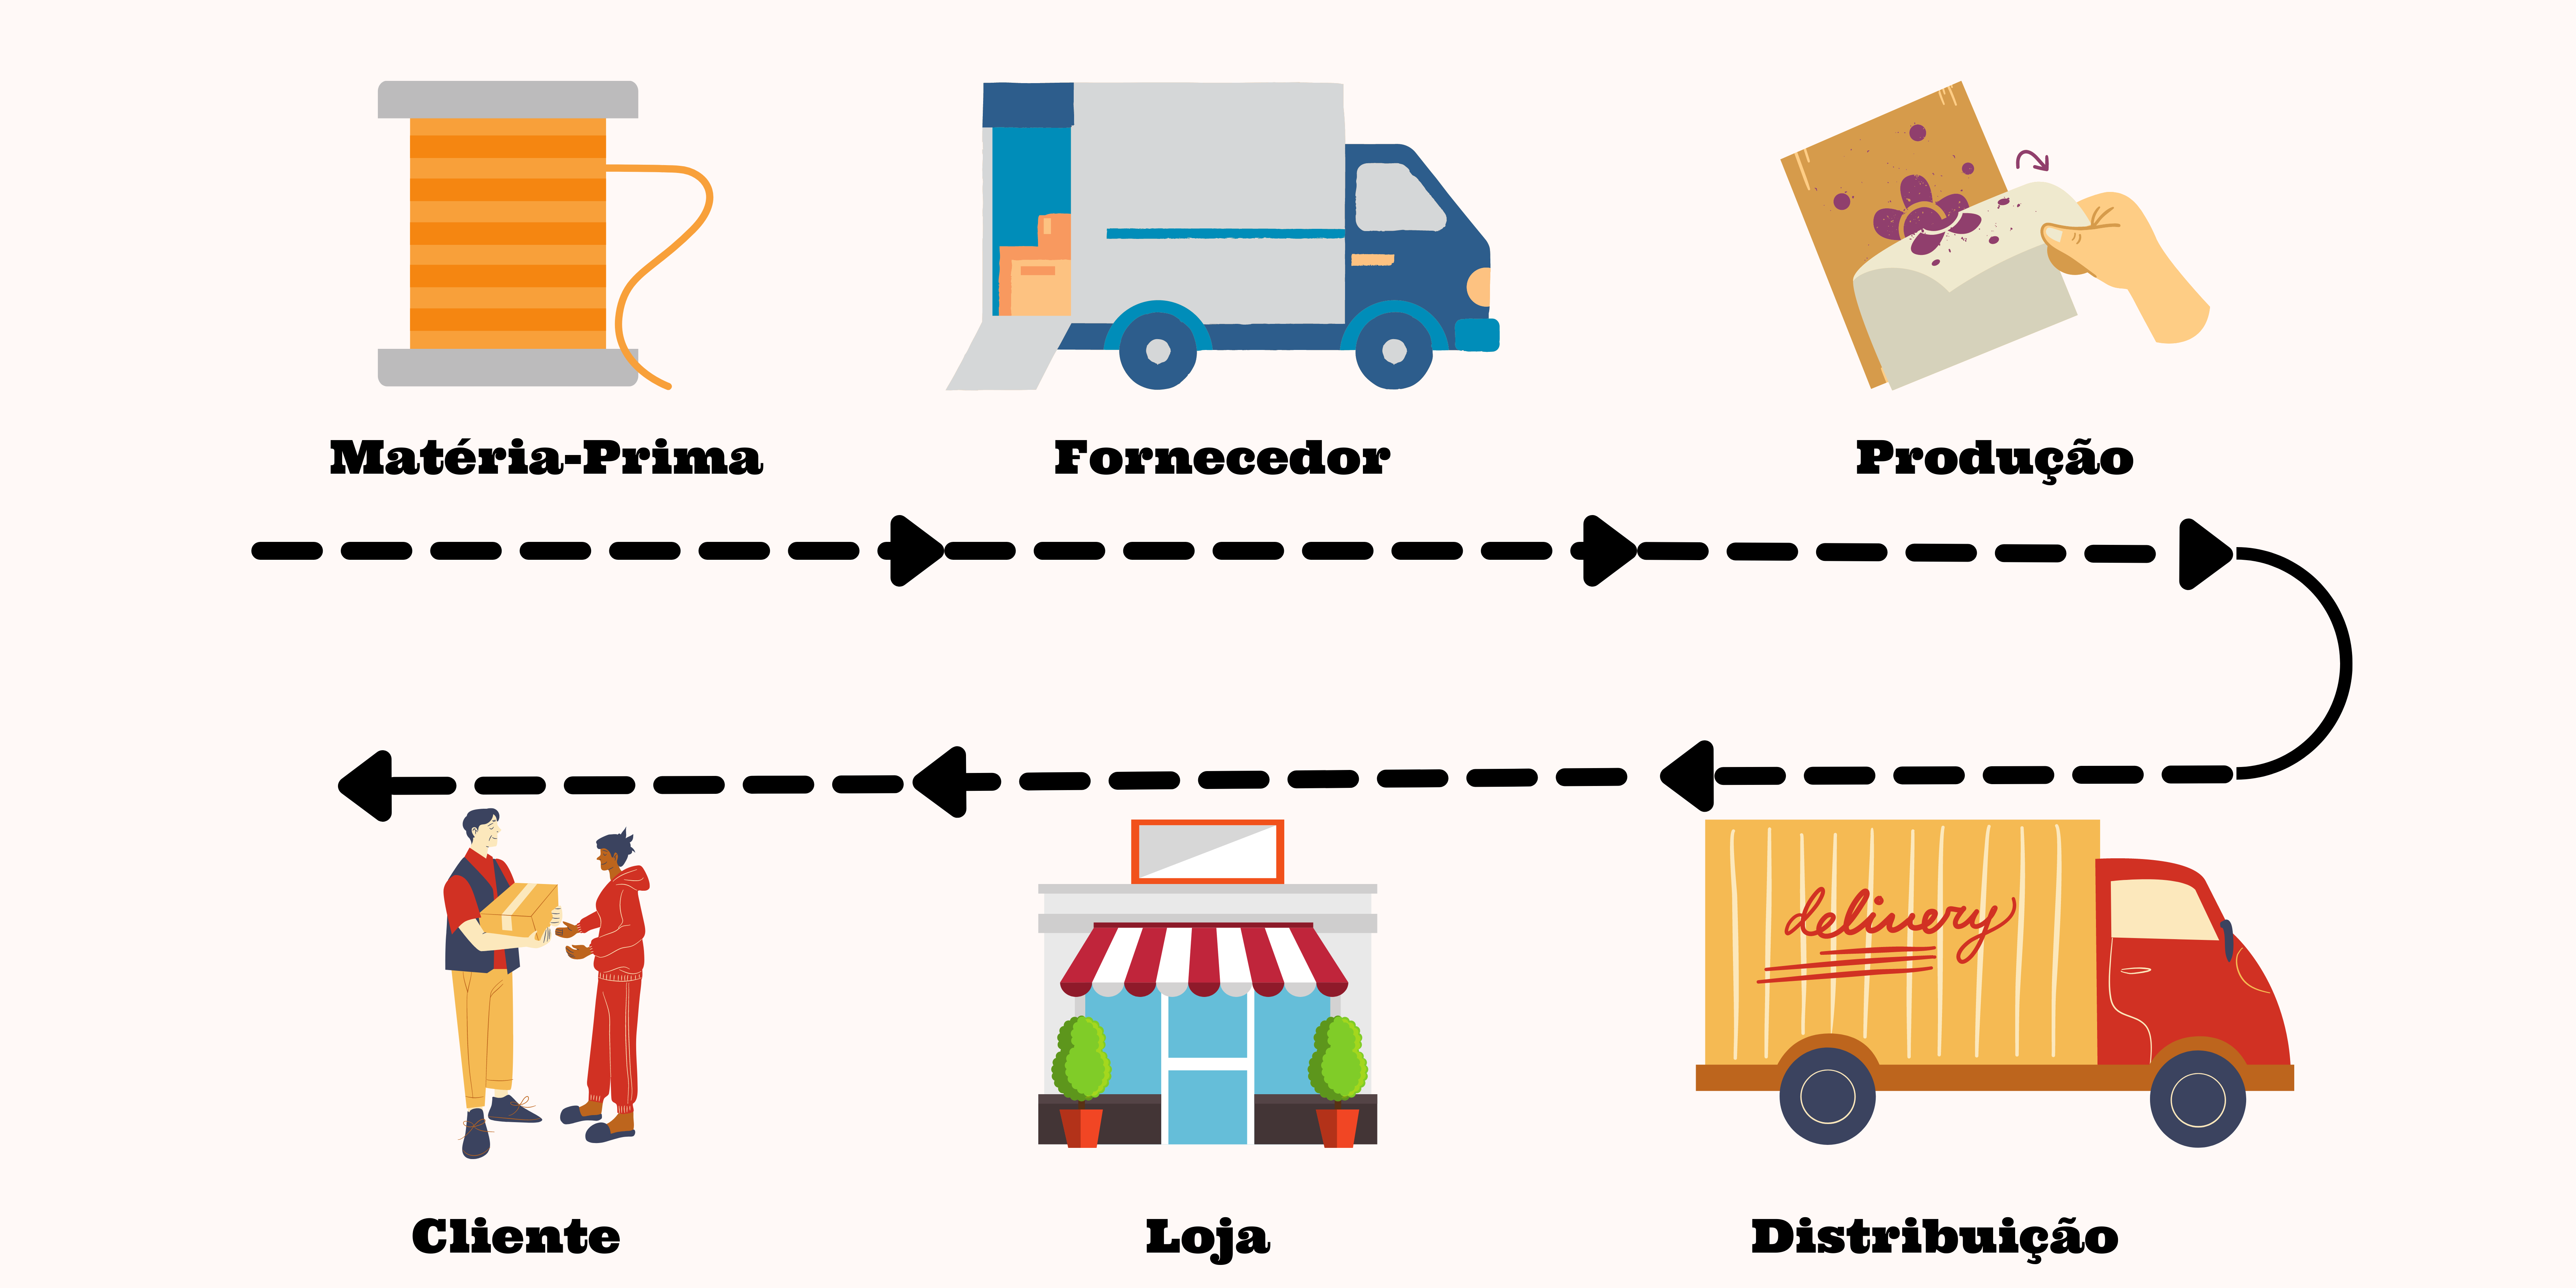 Matéria-Prima
Fornecedor
Produção
delivery
Cliente
Loja
Distribuição